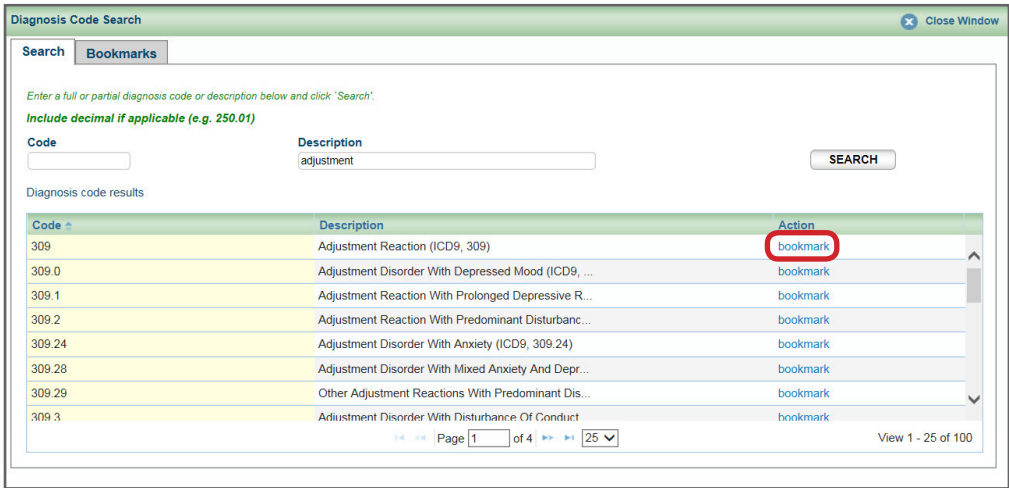 Diagnosis Code Search Close Window
Search Bookmarks
Enter a full or partial diagnosis code or description below and click `Search'.
Include decimal if applicable (e.g. 250.01)
Code Description
adjustment SEARCH
Diagnosis code results
Code Description Action
309 Adjustment Reaction (ICD9, 309) bookmark
309.0 Adjustment Disorder With Depressed Mood (ICD9, ... bookmark
309.1 Adjustment Reaction With Prolonged Depressive R... bookmark
309.2 Adjustment Reaction With Predominant Disturbanc... bookmark
309.24 Adjustment Disorder With Anxiety (ICD9, 309.24) bookmark
309.28 Adjustment Disorder With Mixed Anxiety And Depr... bookmark
309.29 Other Adjustment Reactions With Predominant Dis... bookmark
309.3 Adjustment Disorder With Disturbance Of Conduct bookmark
Page 1 of 4 25 View 1 - 25 of 100